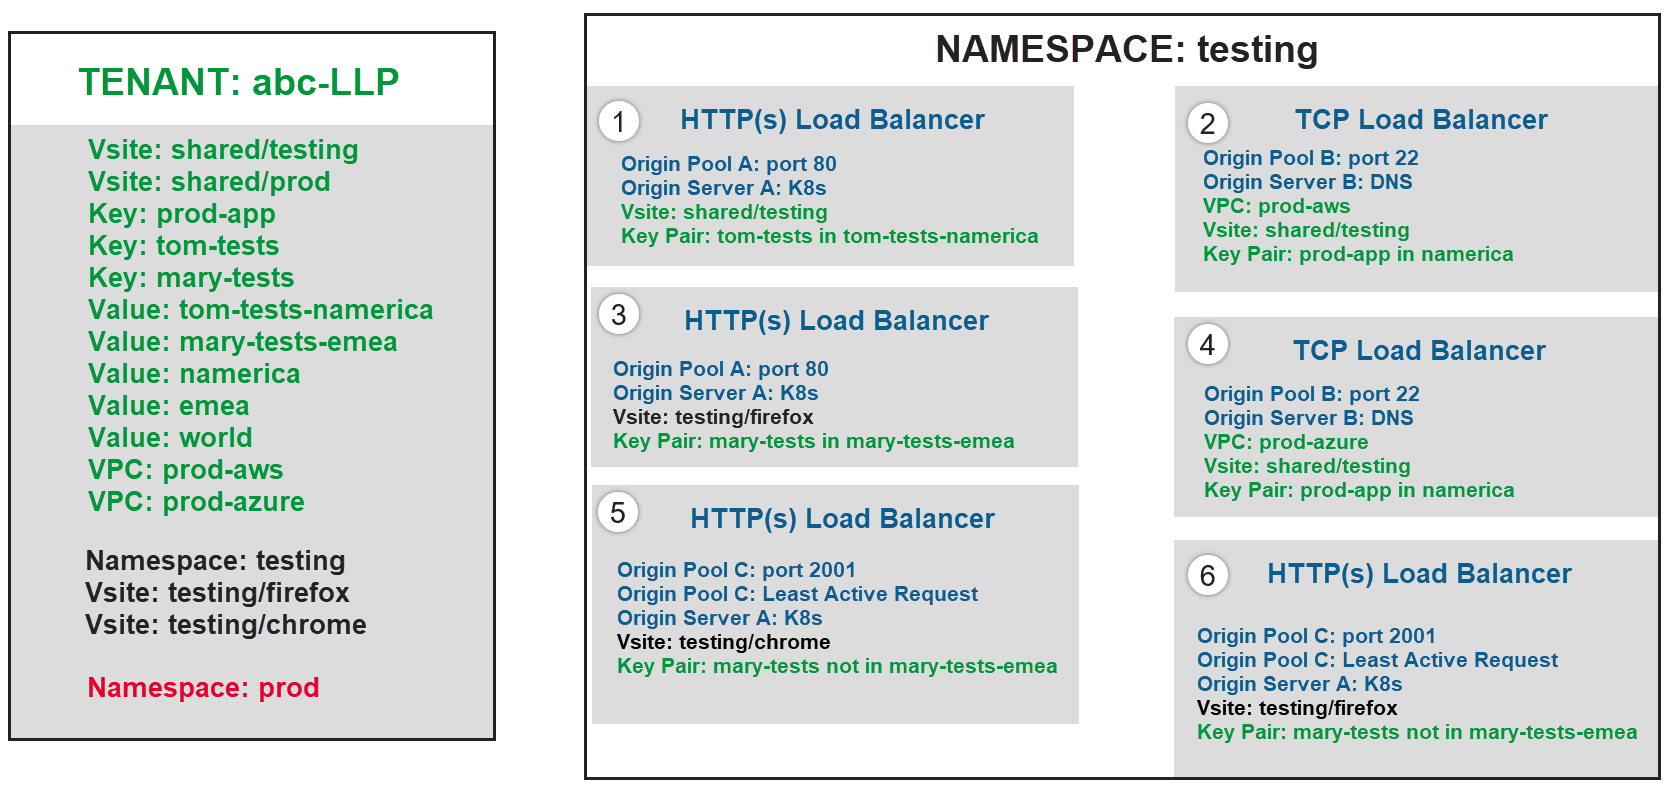 TENANT: abc-LLP
Vsite: shared/testing
Vsite: shared/prod
Key: prod-app
Key: tom-tests
Key: mary-tests
Value: tom-tests-namerica
Value: mary-tests-emea
Value: namerica
Value: emea
Value: world
VPC: prod-aws
VPC: prod-azure
Namespace: testing
Vsite: testing/firefox
Vsite: testing/chrome
Namespace: prod
NAMESPACE: testing
1
HTTP(s) Load Balancer
Origin Pool A: port 80
Origin Server A: K8s
Vsite: shared/testing
Key Pair: tom-tests in tom-tests-namerica
2
TCP Load Balancer
Origin Pool B: port 22
Origin Server B: DNS
VPC: prod-aws
Vsite: shared/testing
Key Pair: prod-app in namerica
3
HTTP(s) Load Balancer
Origin Pool A: port 80
Origin Server A: K8s
Vsite: testing/firefox
Key Pair: mary-tests in mary-tests-emea
4
TCP Load Balancer
Origin Pool B: port 22
Origin Server B: DNS
VPC: prod-azure
Vsite: shared/testing
Key Pair: prod-app in namerica
5
HTTP(s) Load Balancer
Origin Pool C: port 2001
Origin Pool C: Least Active Request
Origin Server A: K8s
Vsite: testing/chrome
Key Pair: mary-tests not in mary-tests-emea
6
HTTP(s) Load Balancer
Origin Pool C: port 2001
Origin Pool C: Least Active Request
Origin Server A: K8s
Vsite: testing/firefox
Key Pair: mary-tests not in mary-tests-emea